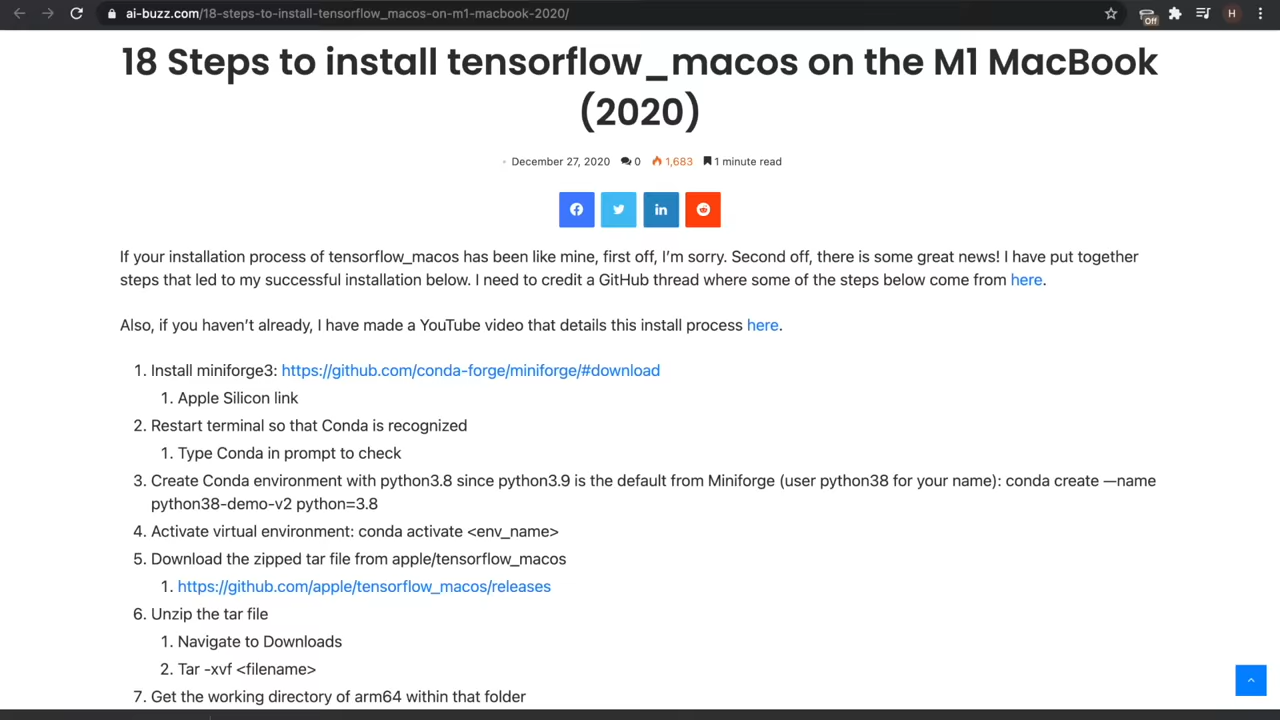 ai-buzz.com/18-steps-to-install-tensorflow_macos-on-m1-macbook-2020/
Off
H
18 Steps to install tensorflow_macos on the M1 MacBook
(2020)
December 27, 2020 0 1,683 1 minute read
If your installation process of tensorflow_macos has been like mine, first off, I'm sorry. Second off, there is some great news! I have put together
steps that led to my successful installation below. I need to credit a GitHub thread where some of the steps below come from here.
Also, if you haven't already, I have made a YouTube video that details this install process here.
1. Install miniforge3: https://github.com/conda-forge/miniforge/#download
1. Apple Silicon link
2. Restart terminal so that Conda is recognized
1. Type Conda in prompt to check
3. Create Conda environment with python3.8 since python3.9 is the default from Miniforge (user python38 for your name): conda create —name
python38-demo-v2 python=3.8
4. Activate virtual environment: conda activate <env_name>
5. Download the zipped tar file from apple/tensorflow_macos
1. https://github.com/apple/tensorflow_macos/releases
6. Unzip the tar file
1. Navigate to Downloads
2. Tar -xvf <filename>
7. Get the working directory of arm64 within that folder